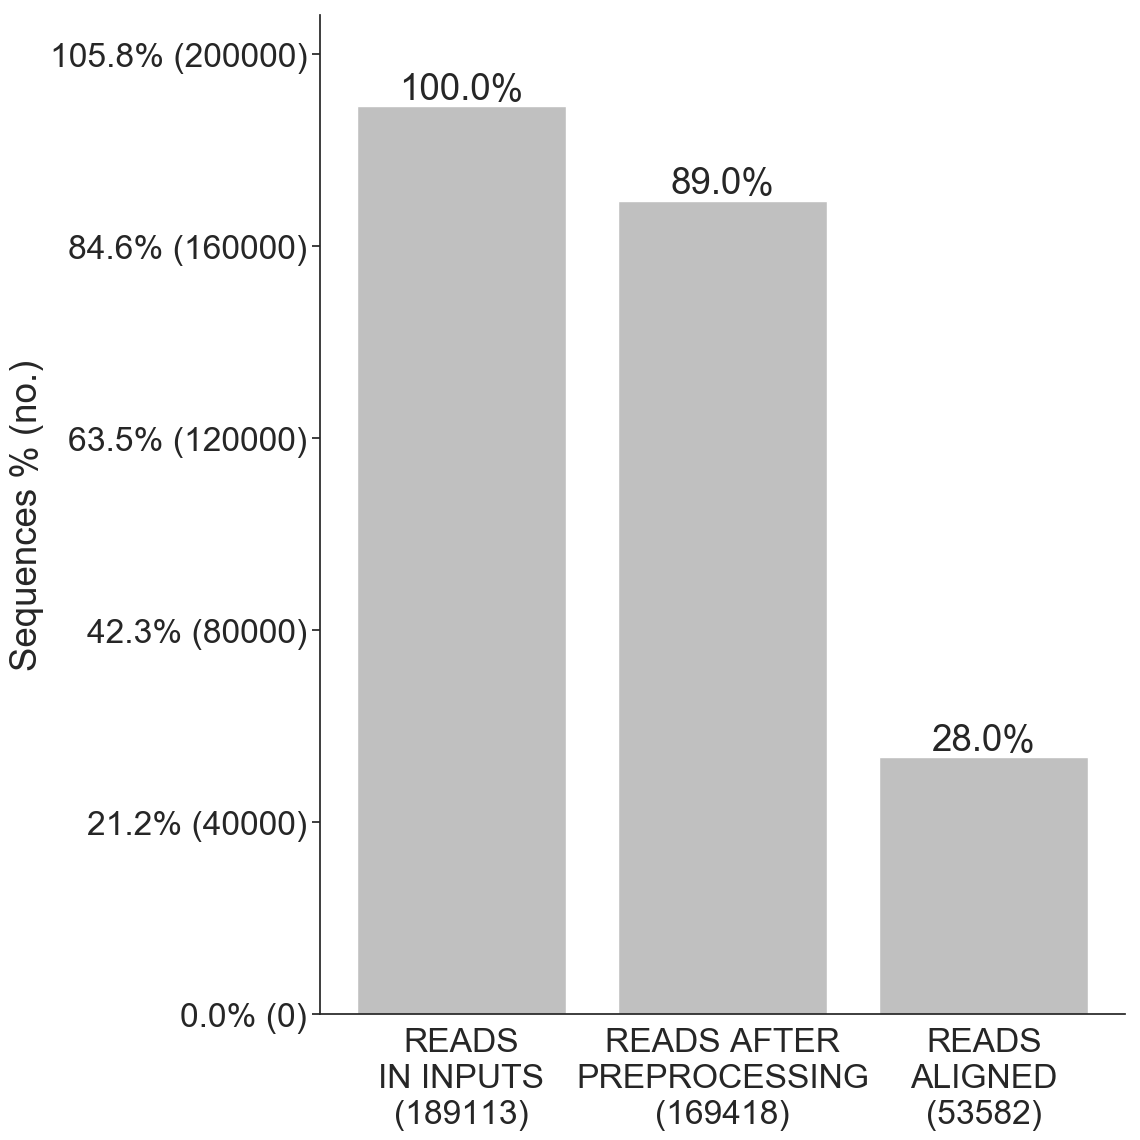 Sequences % (no.)
105.8% (200000)
84.6% (160000)
63.5% (120000)
42.3% (80000)
21.2% (40000)
0.0% (0)
100.0%
89.0%
28.0%
READS
IN INPUTS
(189113)
READS AFTER
PREPROCESSING
(169418)
READS
ALIGNED
(53582)